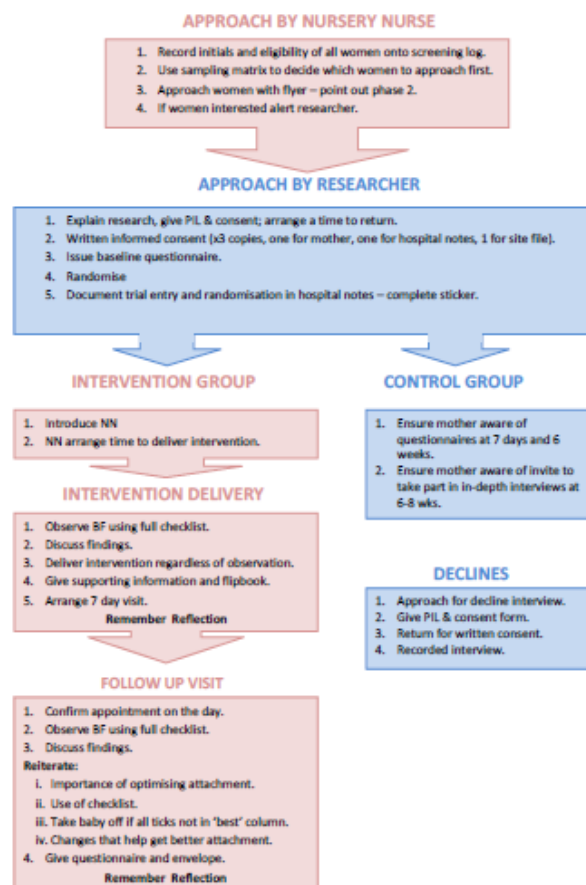 APPROACH BY NURSERY NURSE
1. Record initials and eligibility of all women onto screening log.
2. Use sampling matrix to decide which women to approach first.
3. Approach women with flyer – point out phase 2.
4. If women interested alert researcher.
APPROACH BY RESEARCHER
1. Explain research, give PIL & consent; arrange a time to return.
2. Written informed consent (x3 copies, one for mother, one for hospital notes, 1 for site file).
3. Issue baseline questionnaire.
4. Randomise
5. Document trial entry and randomisation in hospital notes – complete sticker.
INTERVENTION GROUP
1. Introduce NN
2. NN arrange time to deliver intervention.
INTERVENTION DELIVERY
1. Observe BF using full checklist.
2. Discuss findings.
3. Deliver intervention regardless of observation.
4. Give supporting information and flipbook.
5. Arrange 7 day visit.
Remember Reflection
FOLLOW UP VISIT
1. Confirm appointment on the day.
2. Observe BF using full checklist.
3. Discuss findings.
Reiterate:
i. Importance of optimising attachment.
ii. Use of checklist.
iii. Take baby off if all ticks not in 'best' column.
iv. Changes that help get better attachment.
4. Give questionnaire and envelope.
Remember Reflection
CONTROL GROUP
1. Ensure mother aware of
questionnaires at 7 days and 6
weeks.
2. Ensure mother aware of invite to
take part in in-depth interviews at
6-8 wks.
DECLINES
1. Approach for decline interview.
2. Give PIL & consent form.
3. Return for written consent.
4. Recorded interview.